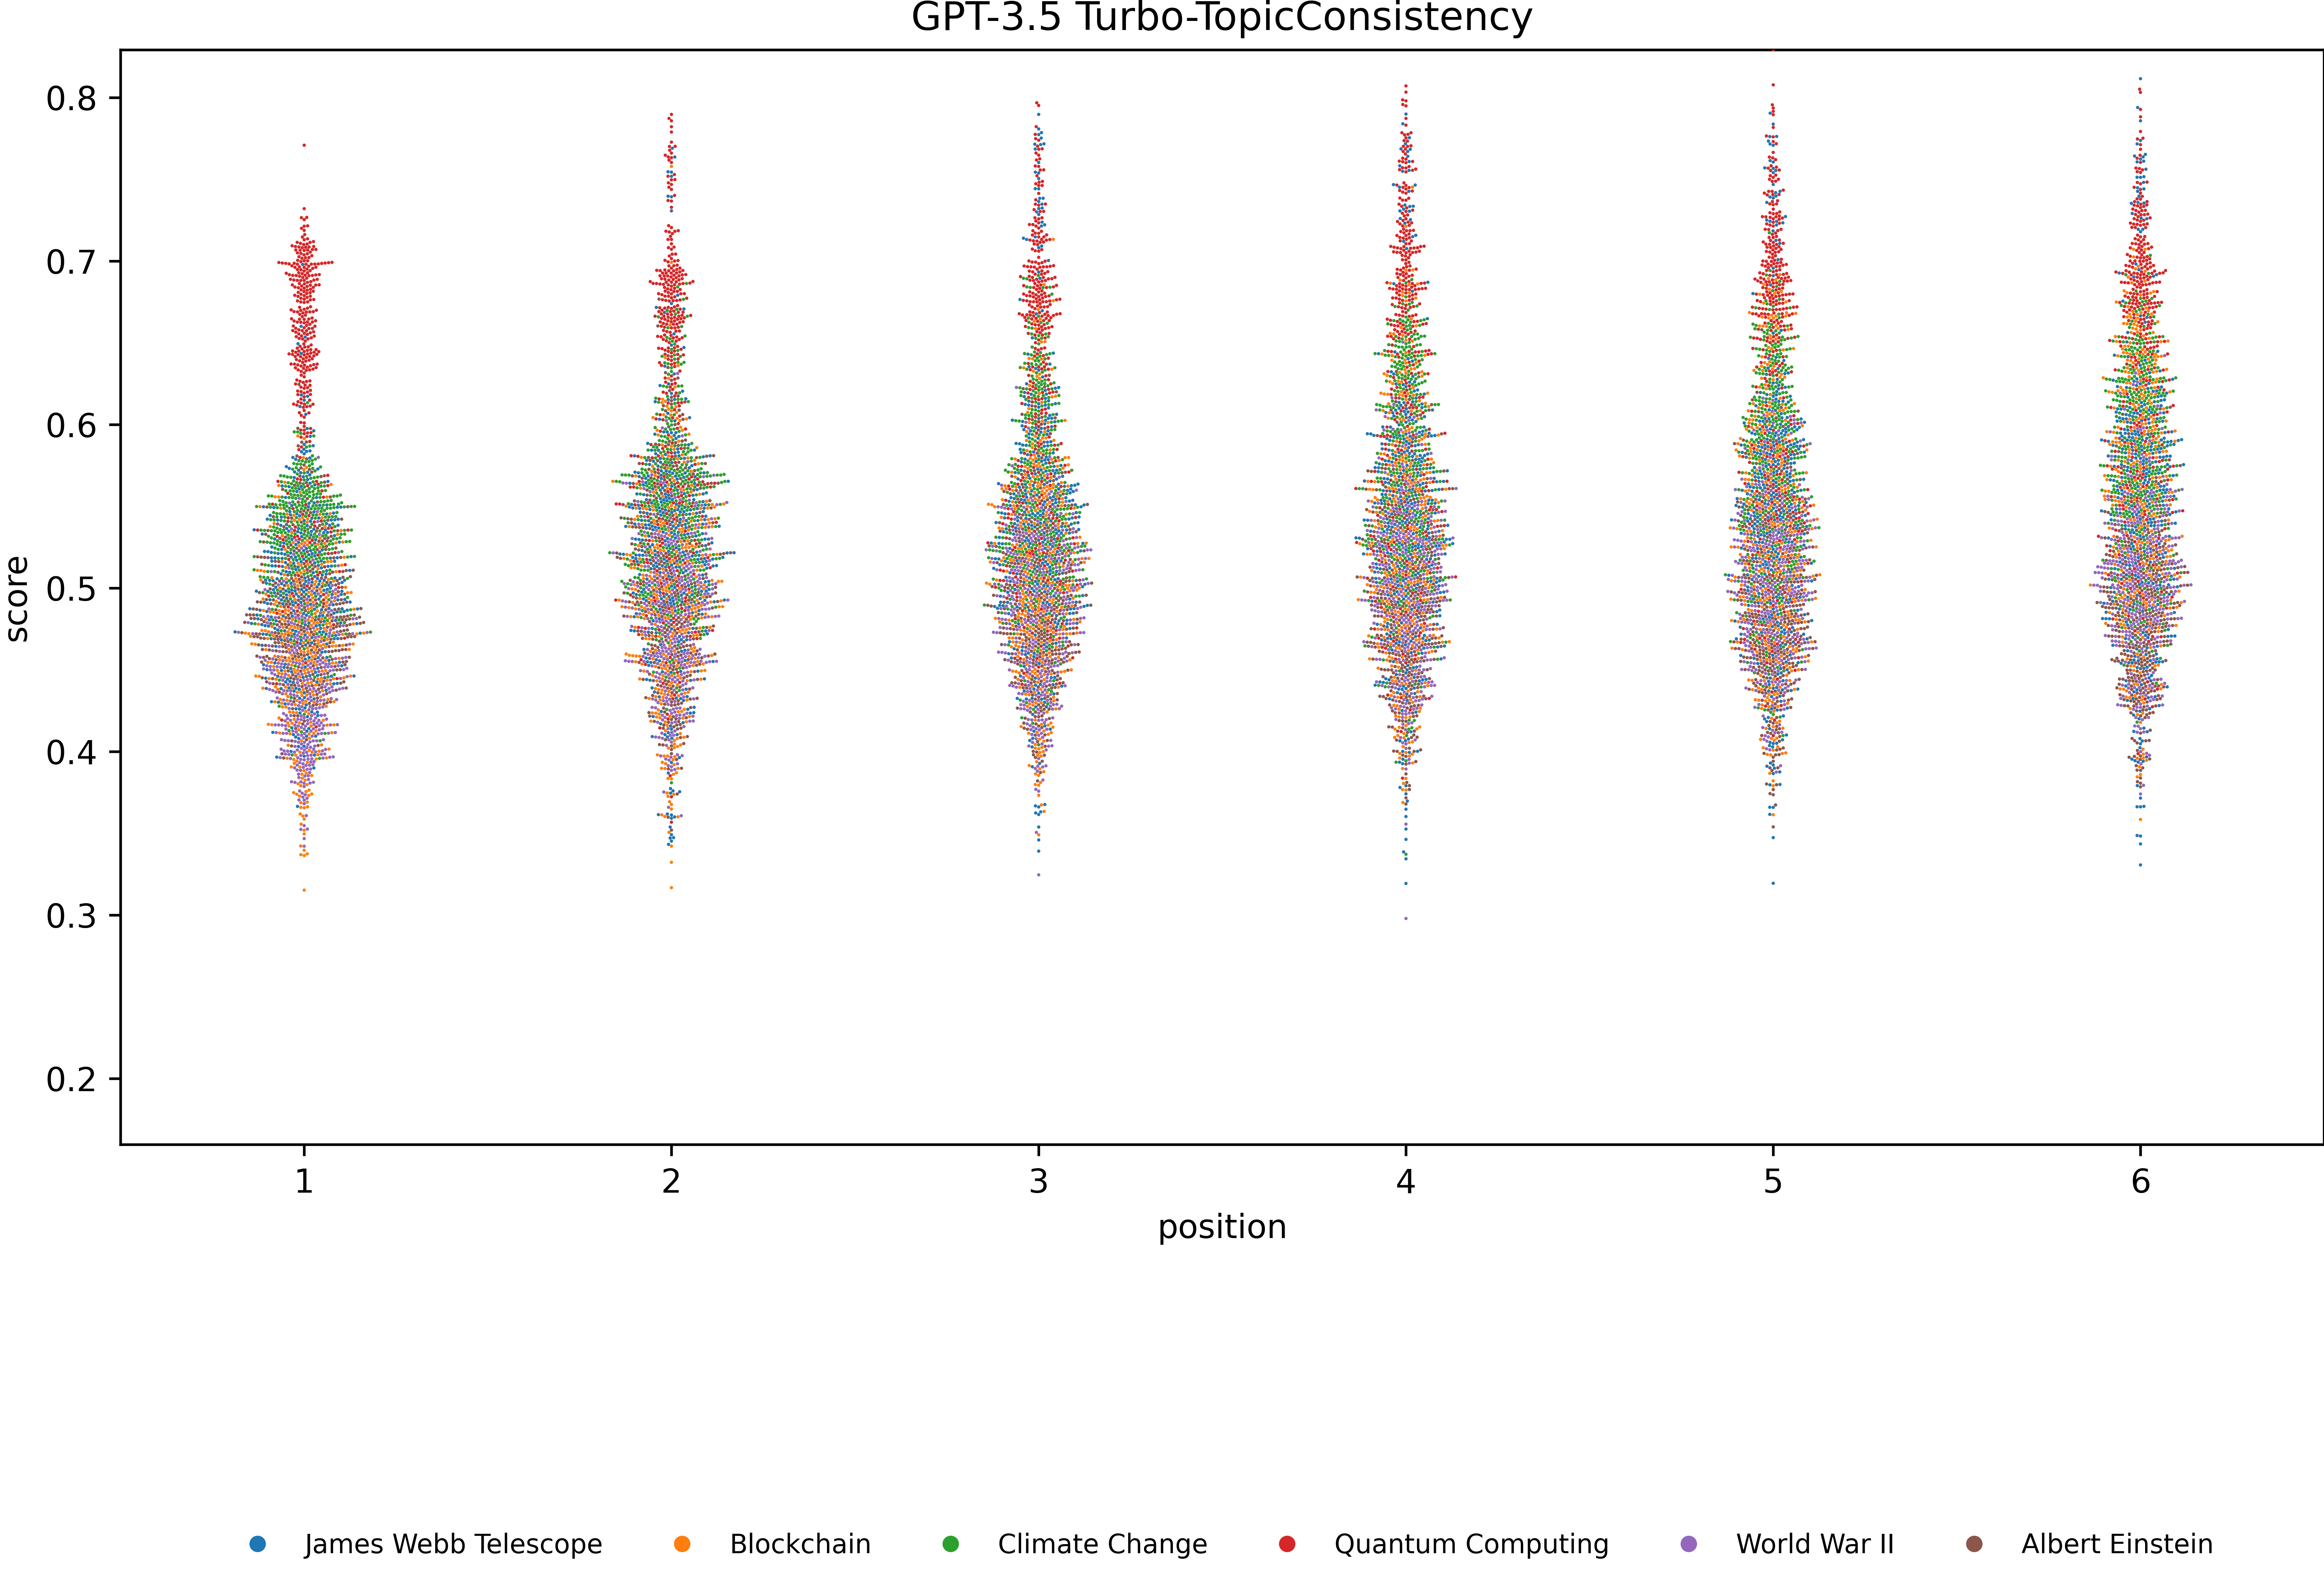 GPT-3.5 Turbo-TopicConsistency
score
0.8
0.7
0.6
0.5
0.4
0.3
0.2
1 2 3 4 5 6
position
James Webb Telescope Blockchain Climate Change Quantum Computing World War II Albert Einstein